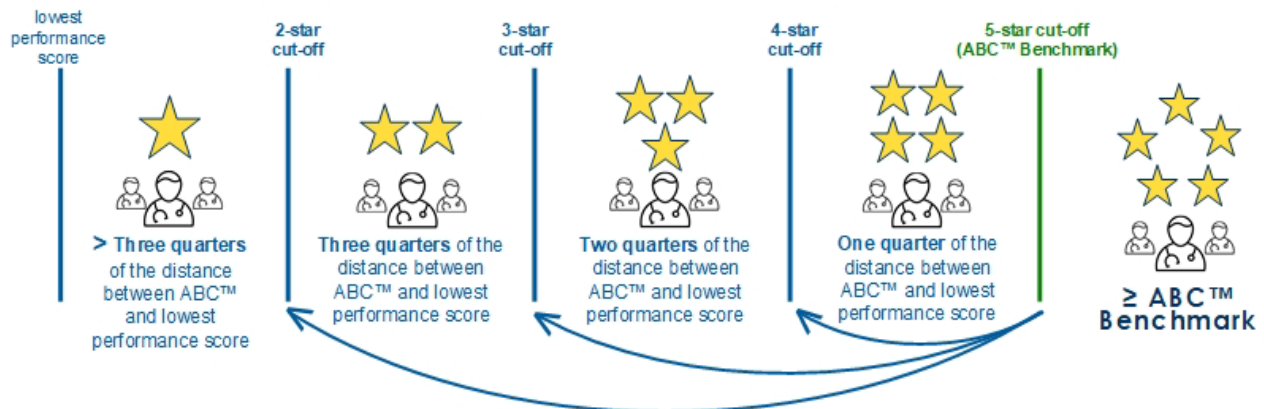 lowest
performance
score
2-star
cut-off
3-star
cut-off
4-star
cut-off
5-star cut-off
(ABC™ Benchmark)
> Three quarters
of the distance
between ABC™
and lowest
performance score
Three quarters of the
distance between
ABC™ and lowest
performance score
Two quarters of the
distance between
ABC™ and lowest
performance score
One quarter of the
distance between
ABC™ and lowest
performance score
≥ ABC™
Benchmark